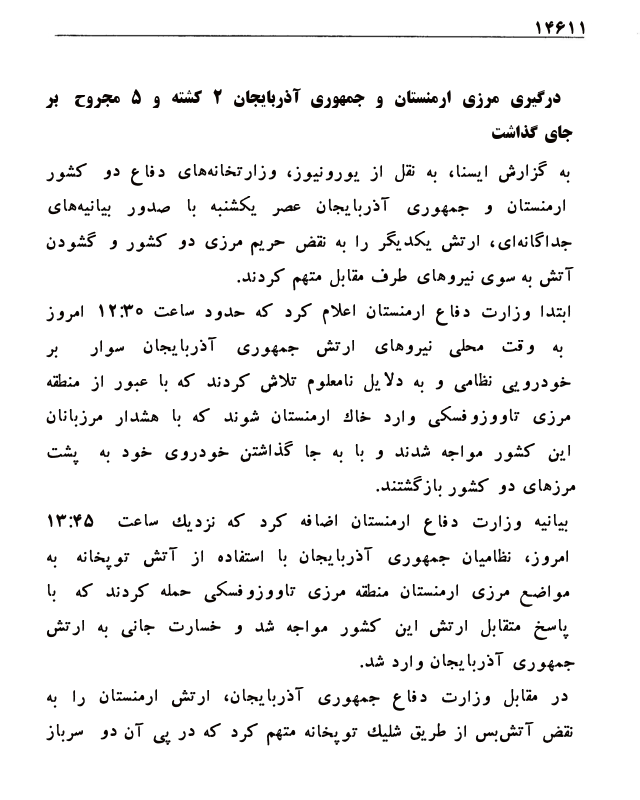 ۱۴۶۱۱
درگیری مرزی ارمنستان و جمهوری آذربایجان ۲ کشته و ۵ مجروح بر
جای گذاشت
به گزارش ایسنا، به نقل از یورونیوز، وزارتخانه‌های دفاع دو کشور
ارمنستان و جمهوری آذربایجان عصر یکشنبه با صدور بیانیه‌های
جداگانه‌ای، ارتش یکدیگر را به نقض حریم مرزی دو کشور و گشودن
آتش به سوی نیروهای طرف مقابل متهم کردند.
ابتدا وزارت دفاع ارمنستان اعلام کرد که حدود ساعت ۱۲:۳۰ امروز
به وقت محلی نیروهای ارتش جمهوری آذربایجان سوار بر
خودرویی نظامی و به دلایل نامعلوم تلاش کردند که با عبور از منطقه
مرزی تاووزوفسکی وارد خاك ارمنستان شوند که با هشدار مرزبانان
این کشور مواجه شدند و با به جا گذاشتن خودروی خود به پشت
مرزهای دو کشور بازگشتند.
بیانیه وزارت دفاع ارمنستان اضافه کرد که نزدیك ساعت ۱۳:۴۵
امروز، نظامیان جمهوری آذربایجان با استفاده از آتش توپخانه به
مواضع مرزی ارمنستان منطقه مرزی تاووزوفسکی حمله کردند که با
پاسخ متقابل ارتش این کشور مواجه شد و خسارت جانی به ارتش
جمهوری آذربایجان وارد شد.
در مقابل وزارت دفاع جمهوری آذربایجان، ارتش ارمنستان را به
نقض آتش‌بس از طریق شلیك توپخانه متهم کرد که در پی آن دو سرباز